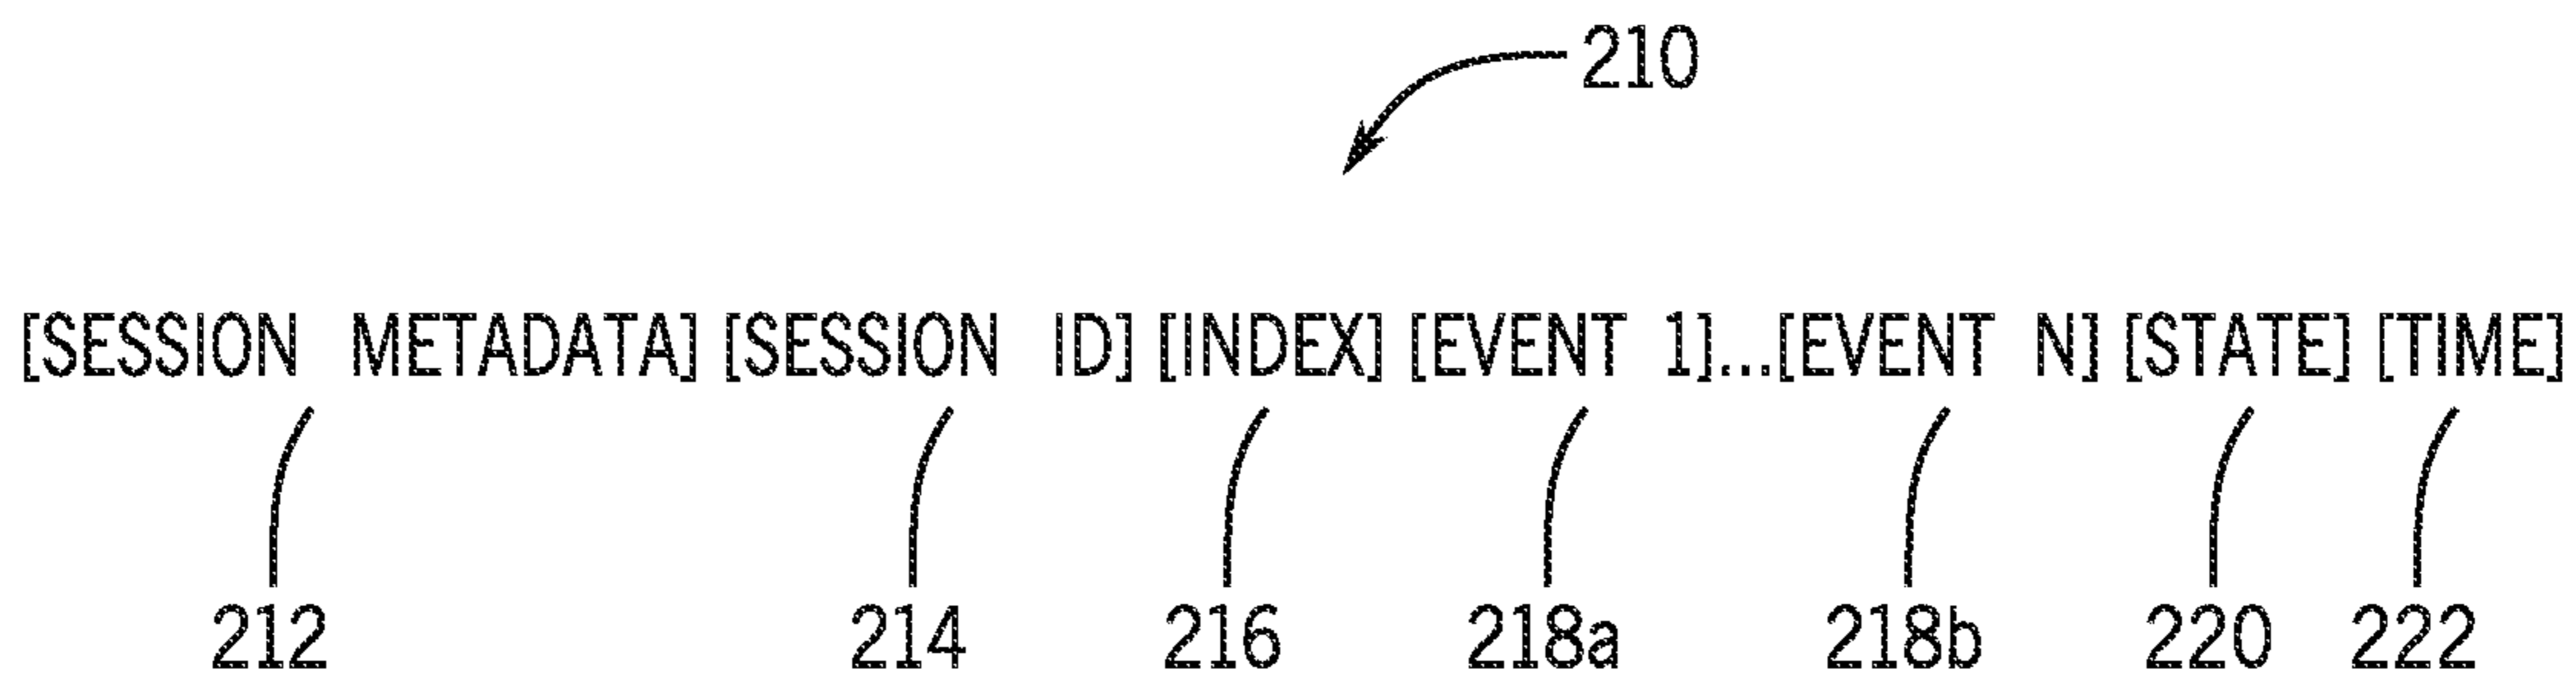 210
[SESSION METADATA] [SESSION ID] [INDEX] [EVENT 1]...[EVENT N] [STATE] [TIME]
212 214 216 218a 218b 220 222